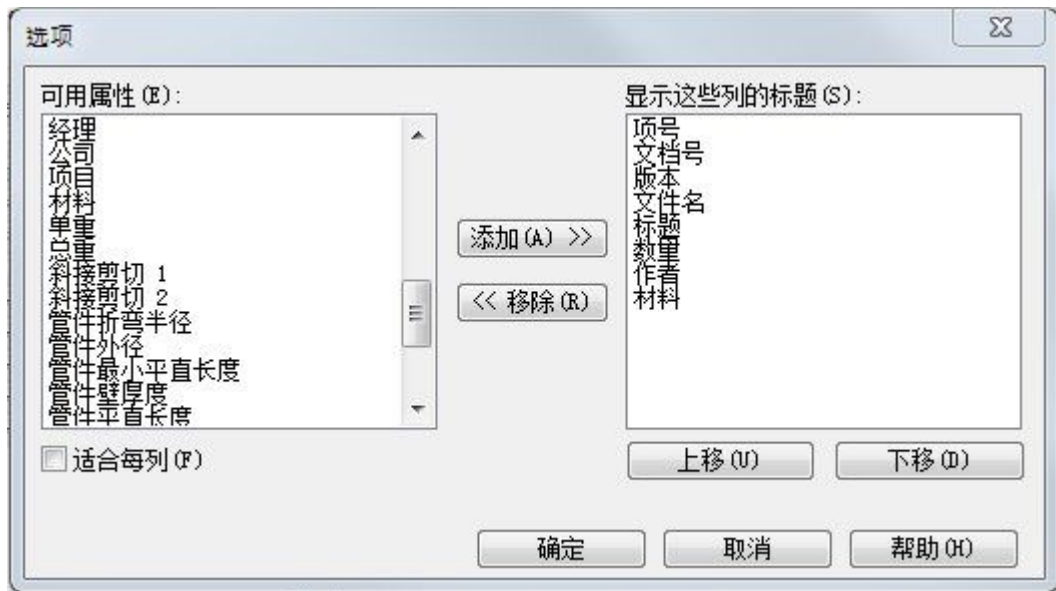 选项
可用属性(E):
经理
公司
项目
材料
单重
总重
斜接剪切 1
斜接剪切 2
管件折弯半径
管件外径
管件最小平直长度
管件壁厚度
管件平直长度
添加(A) >>
<< 移除(R)
显示这些列的标题(S):
项号
文档号
版本
文件名
标题
数量
作者
材料
适合每列(F)
上移(U)
下移(D)
确定
取消
帮助(H)